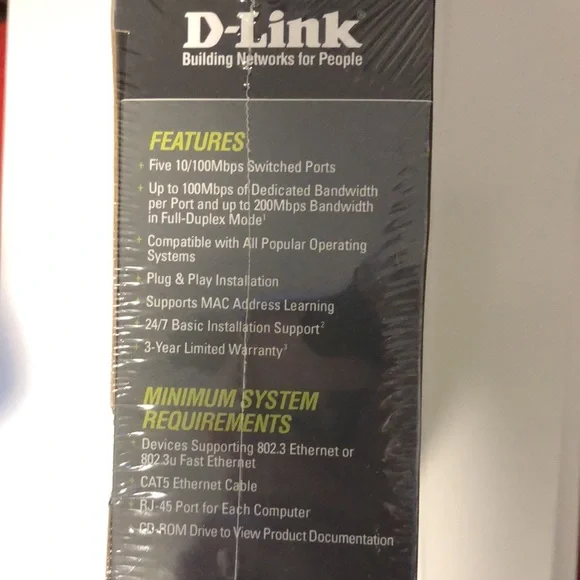 D-Link
Building Networks for People
FEATURES
+ Five 10/100Mbps Switched Ports
+ Up to 100Mbps of Dedicated Bandwidth
per Port and up to 200Mbps Bandwidth
in Full-Duplex Mode¹
+ Compatible with All Popular Operating
Systems
+ Plug & Play Installation
+ Supports MAC Address Learning
+ 24/7 Basic Installation Support²
+ 3-Year Limited Warranty³
MINIMUM SYSTEM
REQUIREMENTS
+ Devices Supporting 802.3 Ethernet or
802.3u Fast Ethernet
+ CAT5 Ethernet Cable
+ RJ-45 Port for Each Computer
+ CD-ROM Drive to View Product Documentation